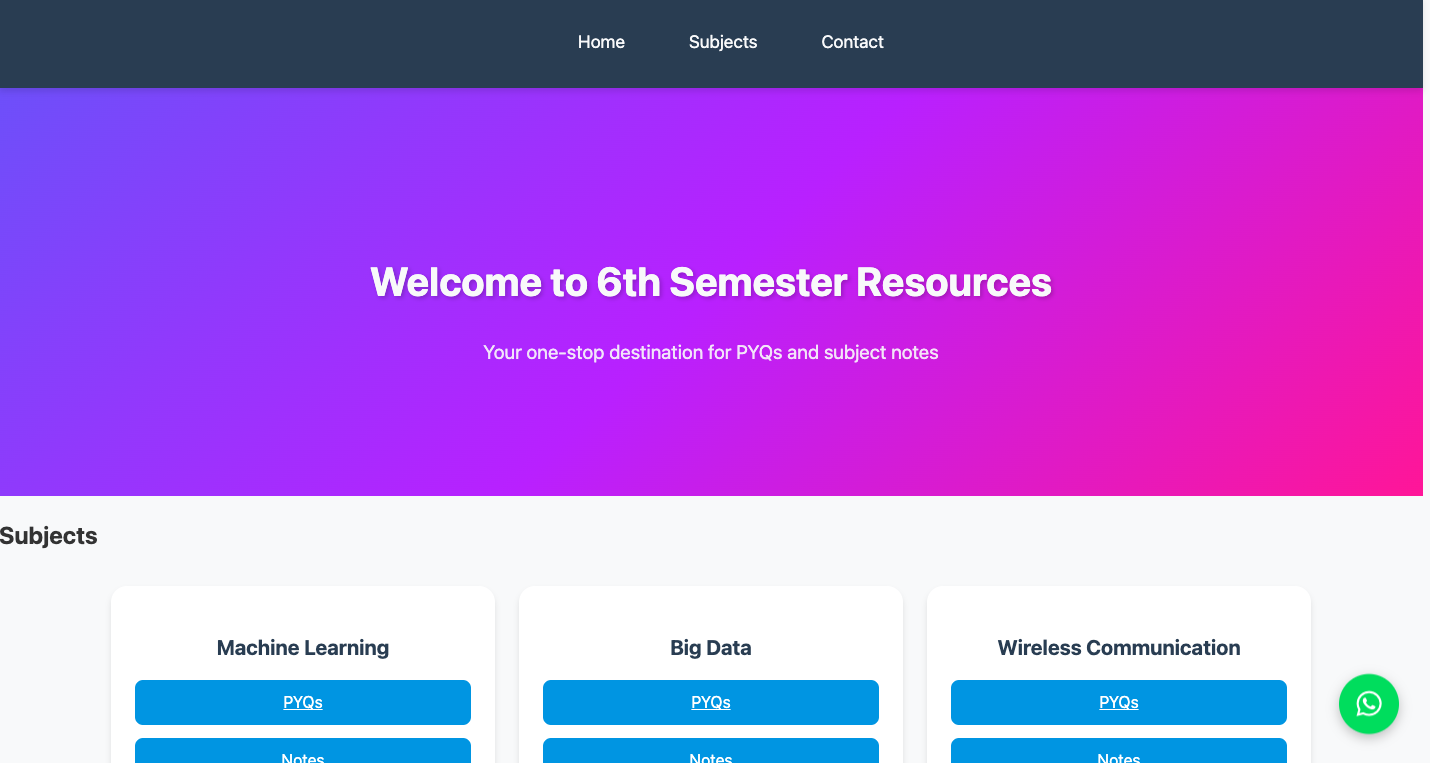 Home Subjects Contact
Welcome to 6th Semester Resources
Your one-stop destination for PYQs and subject notes
Subjects
Machine Learning Big Data Wireless Communication
PYQs PYQs PYQs
Notes Notes Notes